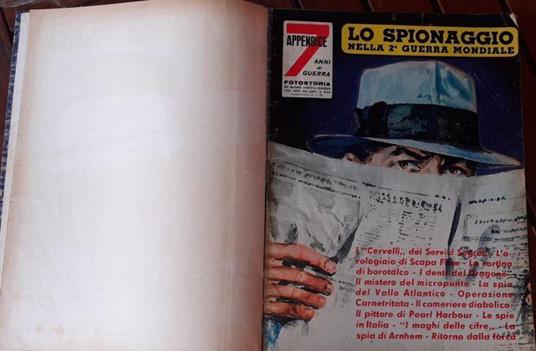 7
APPENDICE
ANNI di
GUERRA
FOTOSTORIA
LO SPIONAGGIO
NELLA 2ª GUERRA MONDIALE
I "Cervelli,, dei Servizi Segreti - L'o-
rologiaio di Scapa Flow - La cortina
di borotalco - I denti del Dragone
Il mistero del micropunto - La spia
del Vallo Atlantico - Operazione
Carnetritata - Il cameriere diabolico
Il pittore di Pearl Harbour - Le spie
in Italia - "I maghi delle cifre,, - La
spia di Arnhem - Ritorno dalla forca